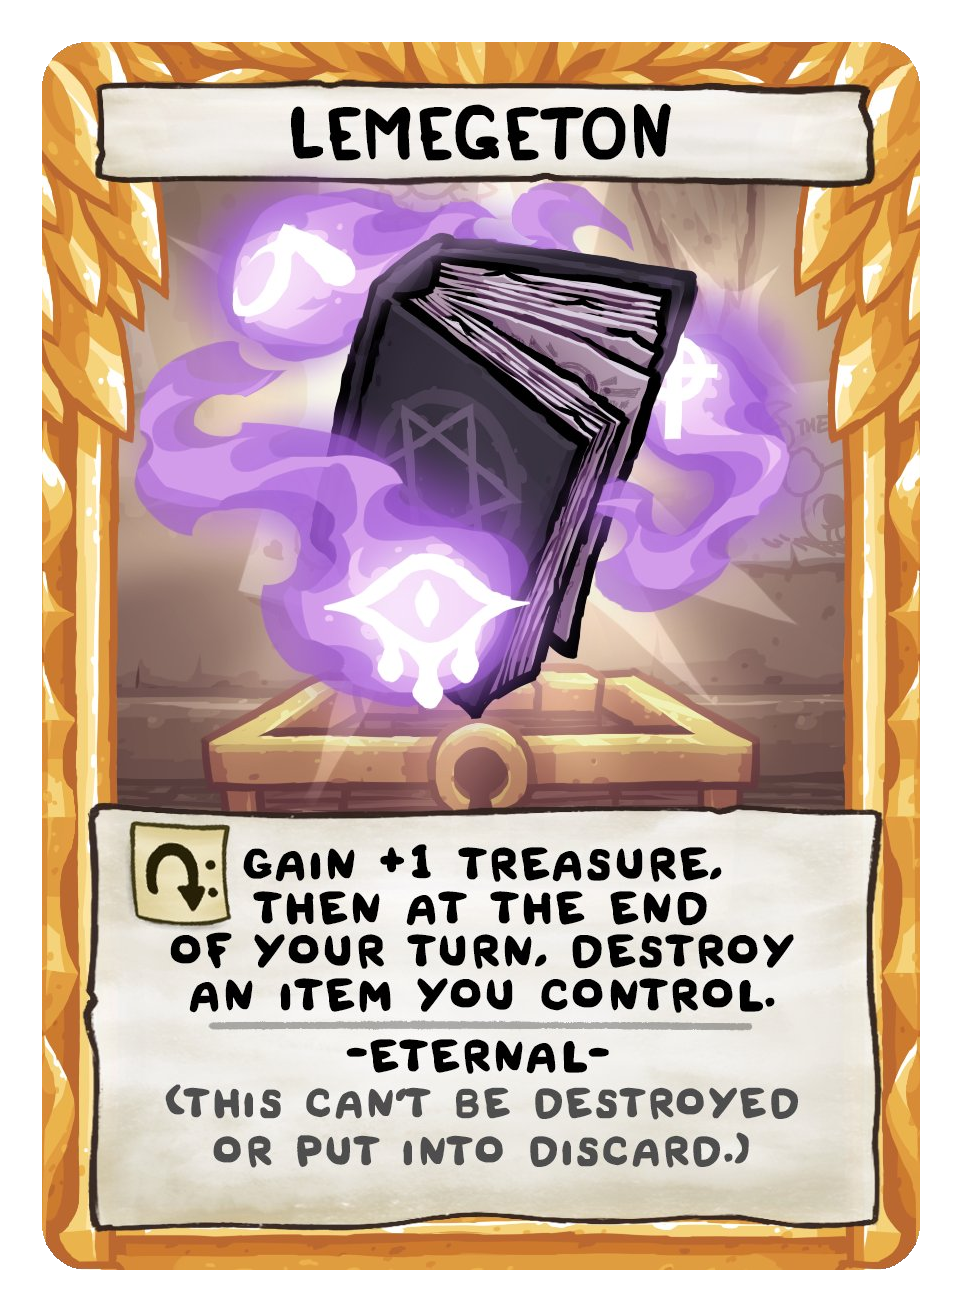 LEMEGETON
THE
GAIN +1 TREASURE,
THEN AT THE END
OF YOUR TURN, DESTROY
AN ITEM YOU CONTROL.
-ETERNAL-
(THIS CAN'T BE DESTROYED
OR PUT INTO DISCARD.)